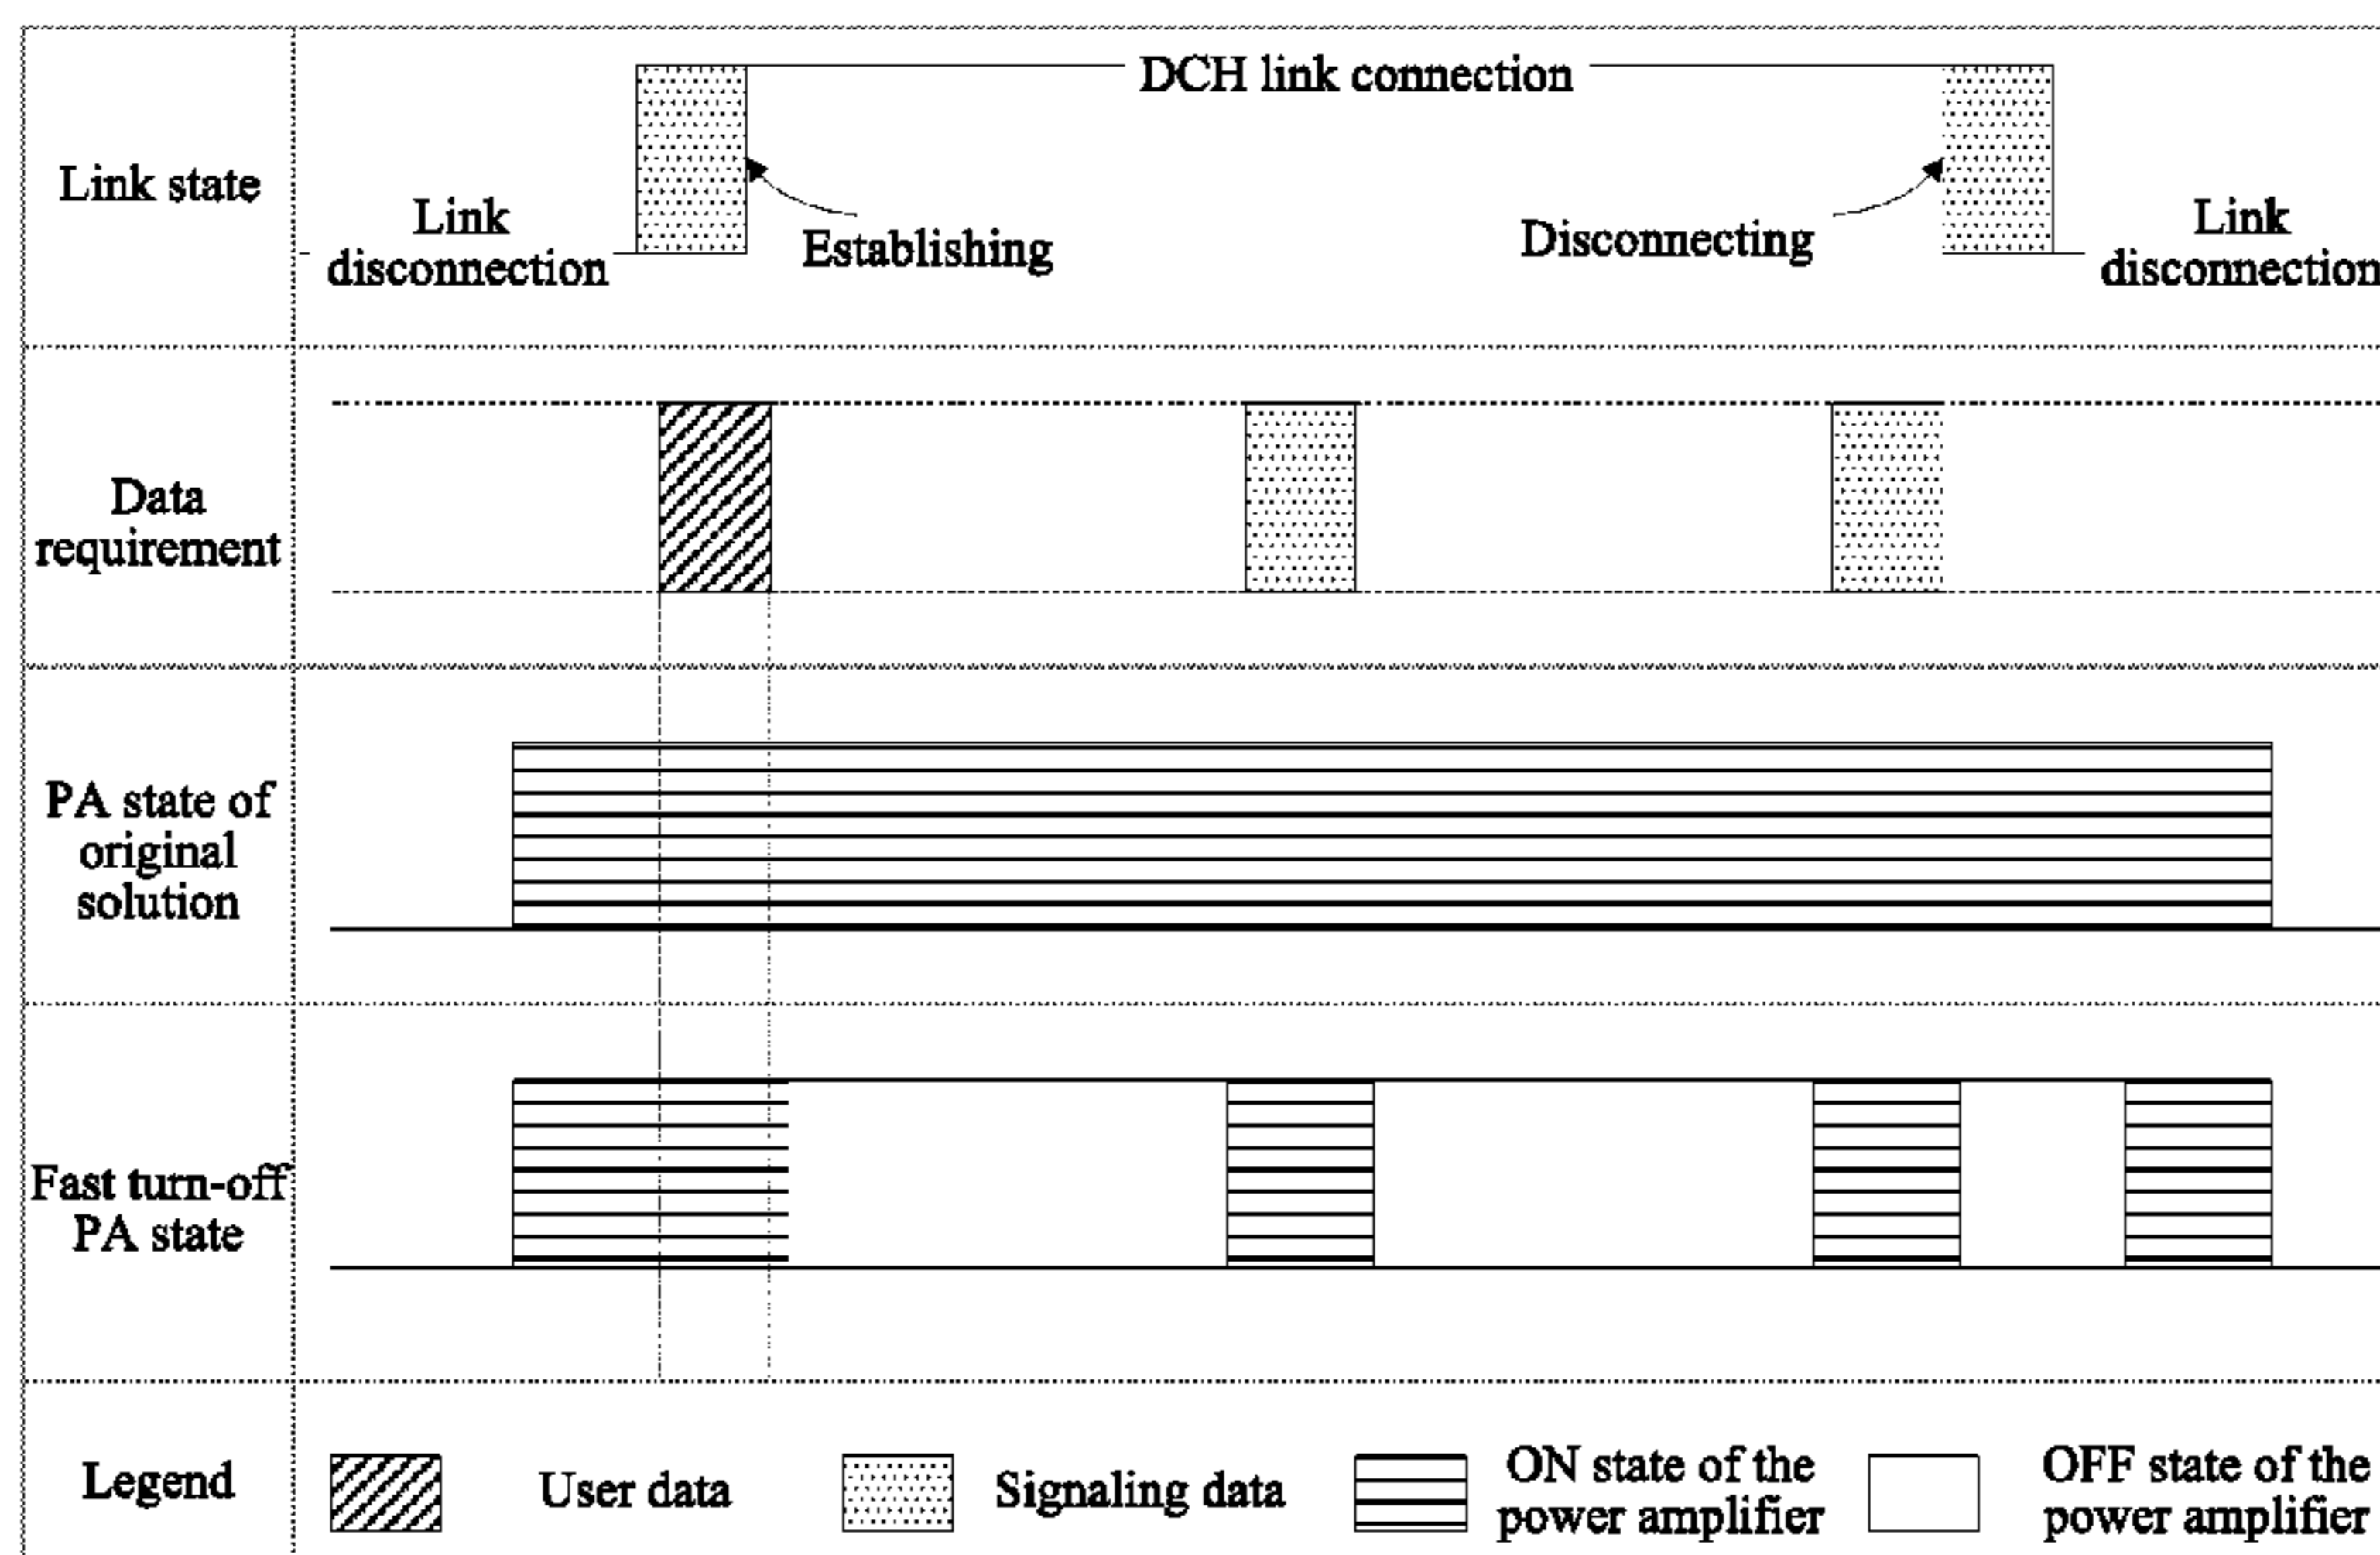 DCH link connection
Link state
Link
disconnection
Establishing
Disconnecting
Link
disconnection
Data
requirement
PA state of
original
solution
Fast turn-off
PA state
Legend
User data
Signaling data
ON state of the
power amplifier
OFF state of the
power amplifier